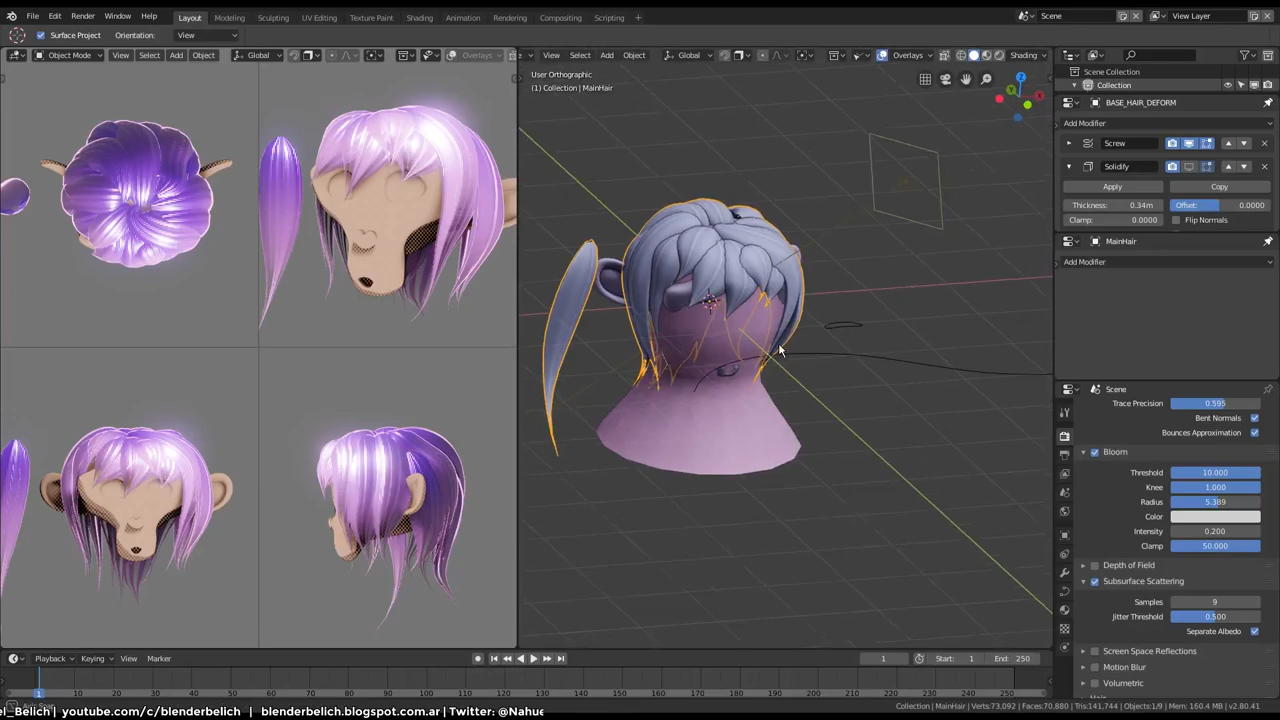 File Edit Render Window Help Layout Modeling Sculpting UV Editing Texture Paint Shading Animation Rendering Compositing Scripting + Scene View Layer
Surface Project Orientation: View
Object Mode View Select Add Object Global Overlays
View Select Add Object Global Overlays Shading
User Orthographic
(1) Collection | MainHair
Scene Collection
Collection
BASE_HAIR_DEFORM
Add Modifier
Screw
Solidify
Apply Copy
Thickness: 0.34m Offset: 0.0000
Clamp: 0.0000 Flip Normals
MainHair
Add Modifier
Scene
Trace Precision 0.595
Bent Normals
Bounces Approximation
Bloom
Threshold 10.000
Knee 1.000
Radius 5.389
Color
Intensity 0.200
Clamp 50.000
Depth of Field
Subsurface Scattering
Samples 9
Jitter Threshold 0.500
Separate Albedo
Screen Space Reflections
Motion Blur
Volumetric
Playback Keying View Marker 1 Start: 1 End: 250
1 10 20 30 40 50 60 70 80 90 100 110 120 130 140 150 160 170 180 190 200 210 220 230 240 250
el_Belich | youtube.com/c/blenderbelich | blenderbelich.blogspot.com.ar | Twitter: @Nahue
Collection | MainHair | Verts:73,092 | Faces:70,880 | Tris:141,744 | Objects:1/9 | Mem: 160.4 MB | v2.80.41